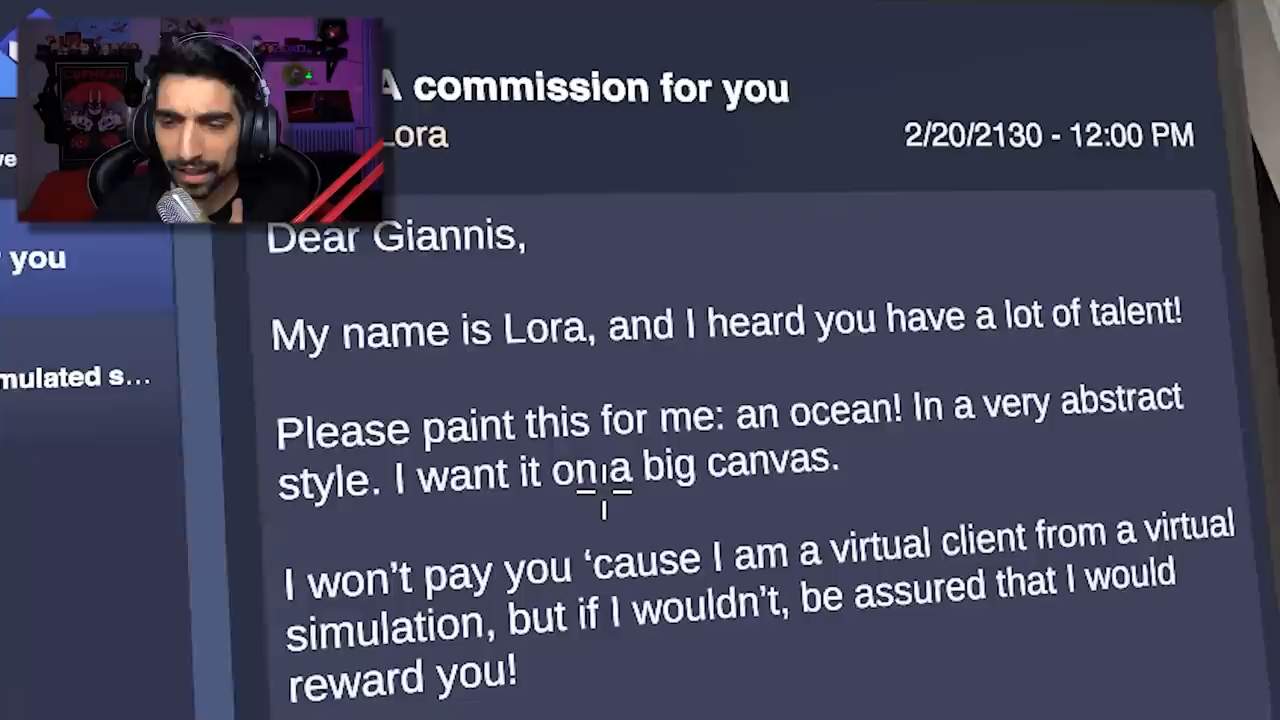 A commission for you
Lora
2/20/2130 - 12:00 PM
you
mulated s...
Dear Giannis,
My name is Lora, and I heard you have a lot of talent!
Please paint this for me: an ocean! In a very abstract
style. I want it on a big canvas.
I won't pay you ‘cause I am a virtual client from a virtual
simulation, but if I wouldn't, be assured that I would
reward you!
CUPHEAD